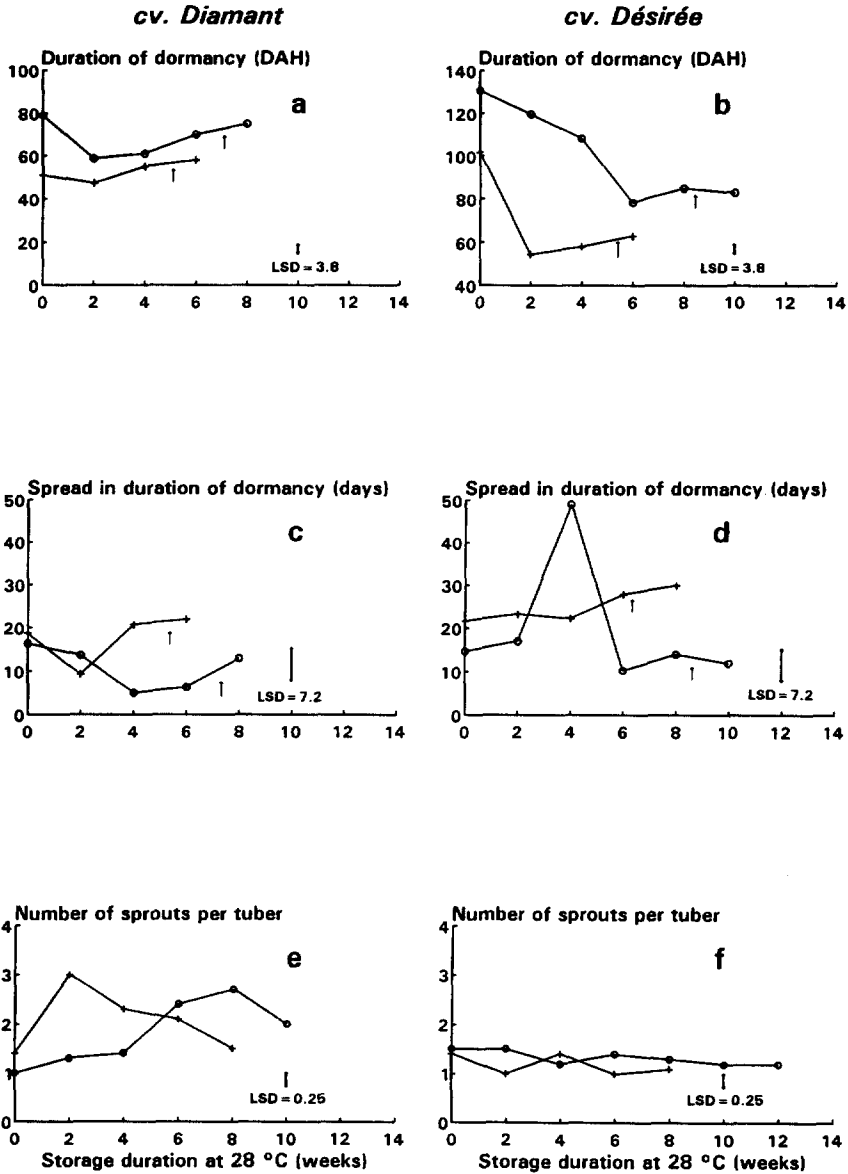 cv. Diamant
cv. Désirée
Duration of dormancy (DAH)
a
100
80
60
40
20
0
LSD = 3.8
0 2 4 6 8 10 12 14
Duration of dormancy (DAH)
b
140
120
100
80
60
40
LSD = 3.8
0 2 4 6 8 10 12 14
Spread in duration of dormancy (days)
c
50
40
30
20
10
0
LSD = 7.2
0 2 4 6 8 10 12 14
Spread in duration of dormancy (days)
d
50
40
30
20
10
0
LSD = 7.2
0 2 4 6 8 10 12 14
Number of sprouts per tuber
e
4
3
2
1
0
LSD = 0.25
0 2 4 6 8 10 12 14
Storage duration at 28 °C (weeks)
Number of sprouts per tuber
f
4
3
2
1
0
LSD = 0.25
0 2 4 6 8 10 12 14
Storage duration at 28 °C (weeks)